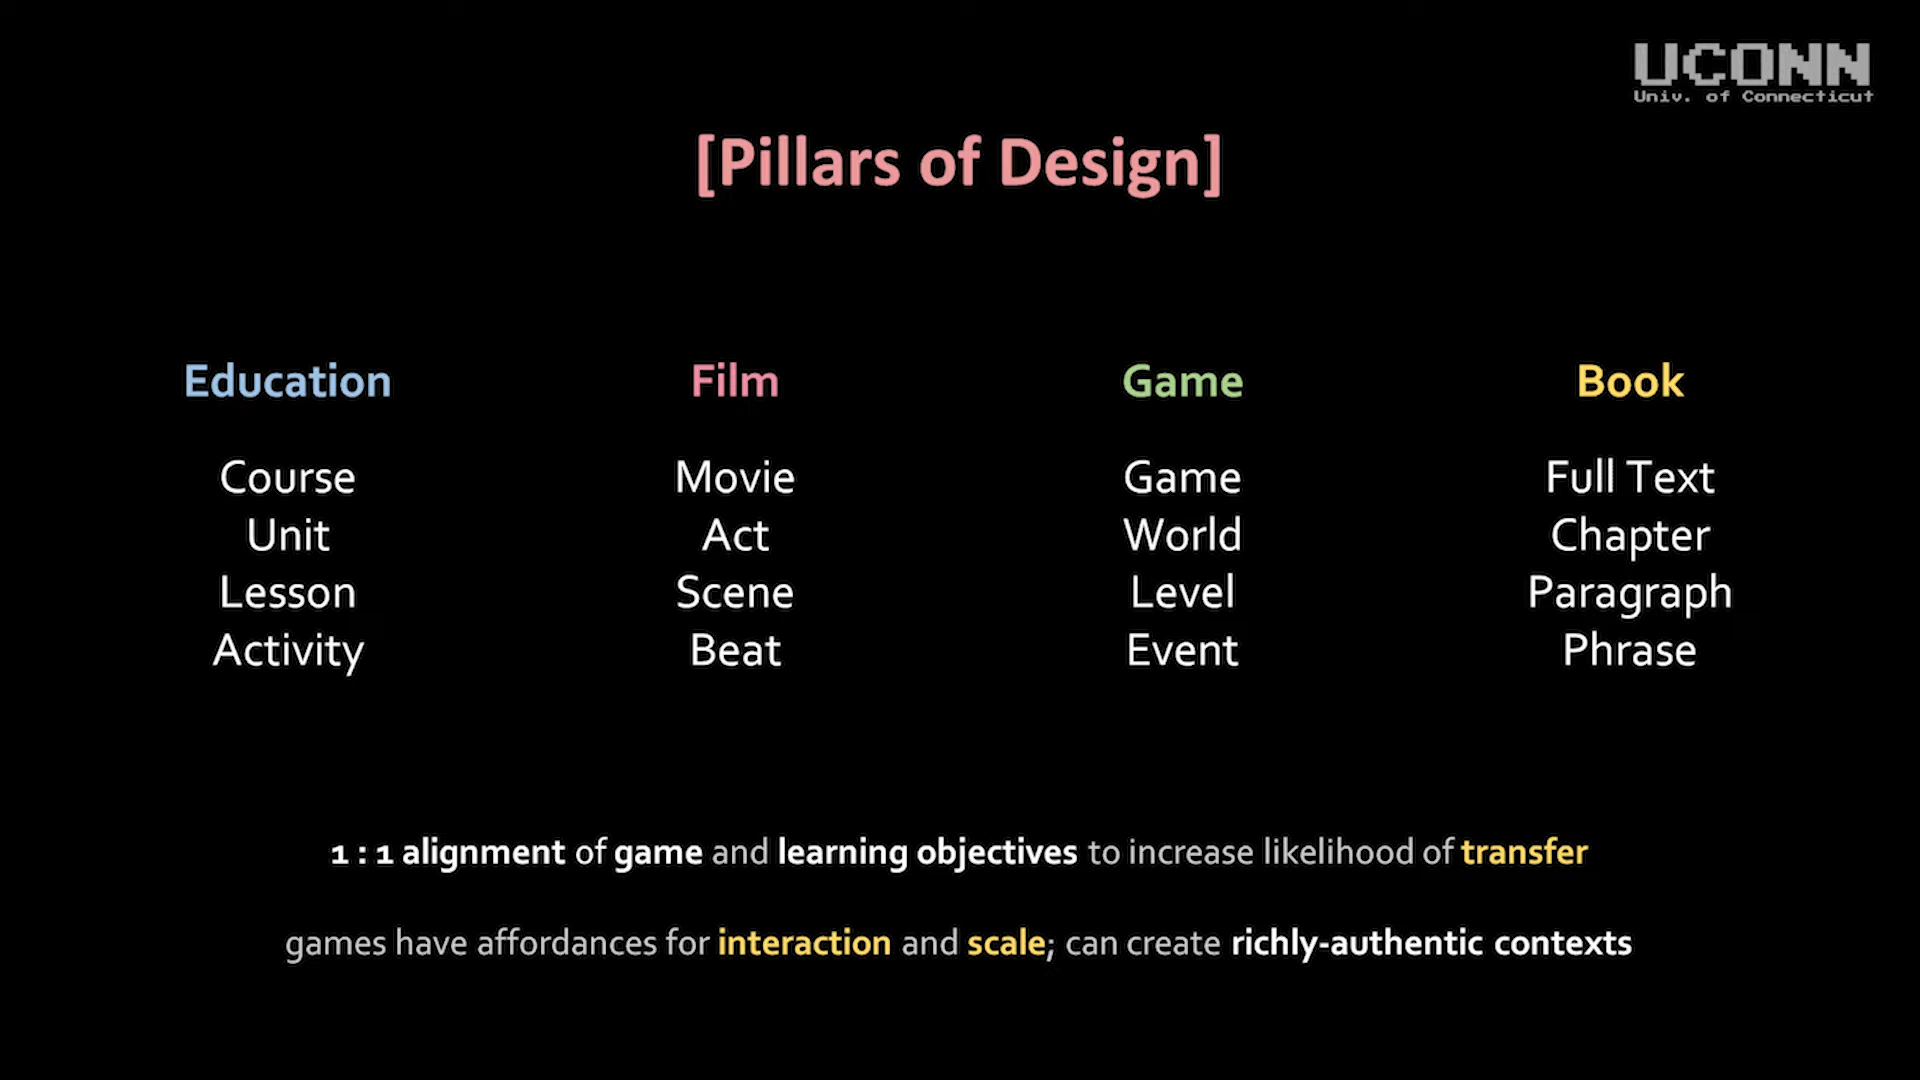 UCONN
Univ. of Connecticut
[Pillars of Design]
Education Film Game Book
Course Movie Game Full Text
Unit Act World Chapter
Lesson Scene Level Paragraph
Activity Beat Event Phrase
1 : 1 alignment of game and learning objectives to increase likelihood of transfer
games have affordances for interaction and scale; can create richly-authentic contexts